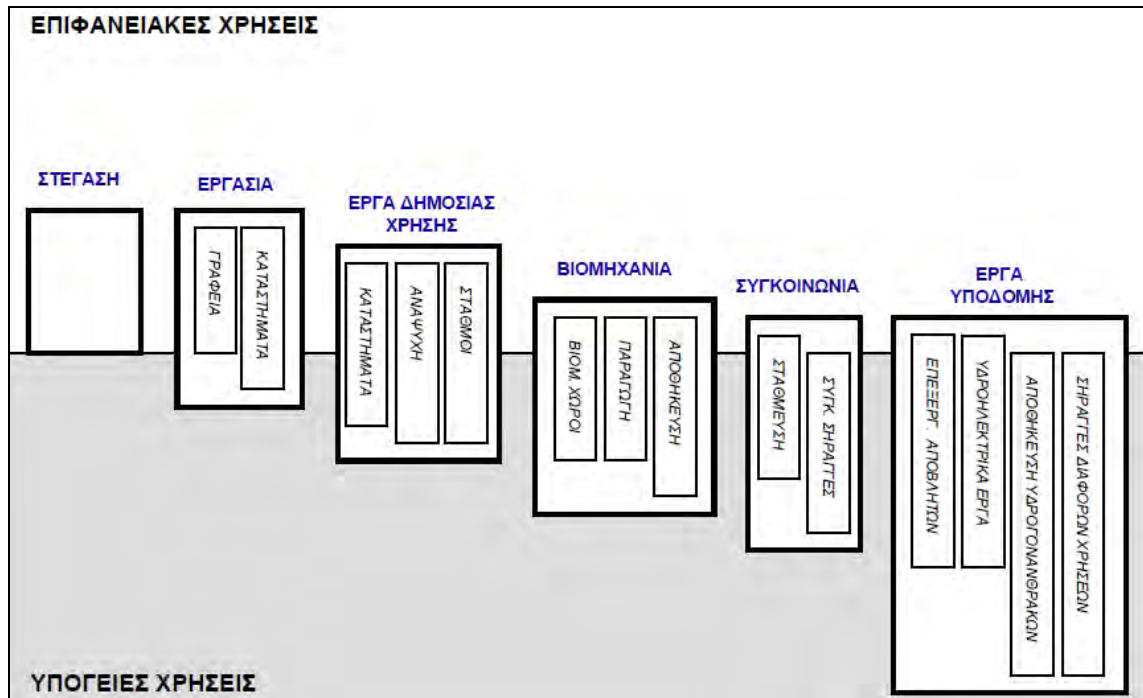 ΕΠΙΦΑΝΕΙΑΚΕΣ ΧΡΗΣΕΙΣ
ΣΤΕΓΑΣΗ
ΕΡΓΑΣΙΑ
ΓΡΑΦΕΙΑ
ΚΑΤΑΣΤΗΜΑΤΑ
ΕΡΓΑ ΔΗΜΟΣΙΑΣ
ΧΡΗΣΗΣ
ΚΑΤΑΣΤΗΜΑΤΑ
ΑΝΑΨΥΧΗ
ΣΤΑΘΜΟΙ
ΒΙΟΜΗΧΑΝΙΑ
ΒΙΟΜ. ΧΩΡΟΙ
ΠΑΡΑΓΩΓΗ
ΑΠΟΘΗΚΕΥΣΗ
ΣΥΓΚΟΙΝΩΝΙΑ
ΣΤΑΘΜΕΥΣΗ
ΣΥΓΚ. ΣΗΡΑΓΓΕΣ
ΕΡΓΑ
ΥΠΟΔΟΜΗΣ
ΕΠΕΞΕΡΓ. ΑΠΟΒΛΗΤΩΝ
ΥΔΡΟΗΛΕΚΤΡΙΚΑ ΕΡΓΑ
ΑΠΟΘΗΚΕΥΣΗ ΥΔΡΟΓΟΝΑΝΘΡΑΚΩΝ
ΣΗΡΑΓΓΕΣ ΔΙΑΦΟΡΩΝ ΧΡΗΣΕΩΝ
ΥΠΟΓΕΙΕΣ ΧΡΗΣΕΙΣ